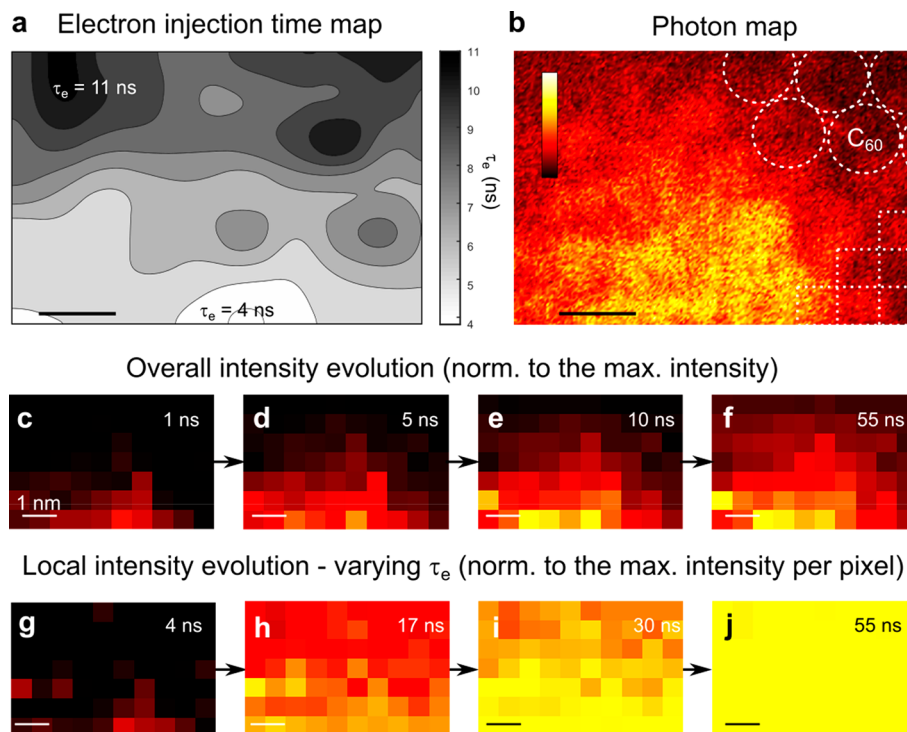 a Electron injection time map
b Photon map
τe = 11 ns
τe = 4 ns
11
10
9
8
7
6
5
4
τe (ns)
C60
Overall intensity evolution (norm. to the max. intensity)
c 1 ns
1 nm
d 5 ns
e 10 ns
f 55 ns
Local intensity evolution - varying τe (norm. to the max. intensity per pixel)
g 4 ns
h 17 ns
i 30 ns
j 55 ns